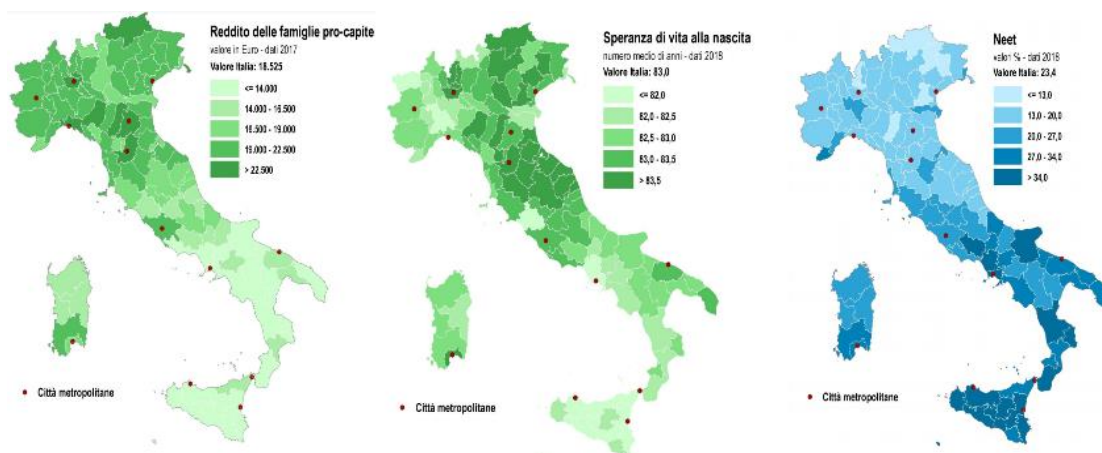 Reddito delle famiglie pro-capite
valore in Euro - dati 2017
Valore Italia: 18.525
<= 14.000
14.000 - 16.500
16.500 - 19.000
19.000 - 22.500
> 22.500
Città metropolitane
Speranza di vita alla nascita
numero medio di anni - dati 2018
Valore Italia: 83,0
<= 82,0
82,0 - 82,5
82,5 - 83,0
83,0 - 83,5
> 83,5
Città metropolitane
Neet
valori % - dati 2018
Valore Italia: 23,4
<= 13,0
13,0 - 20,0
20,0 - 27,0
27,0 - 34,0
> 34,0
Città metropolitane